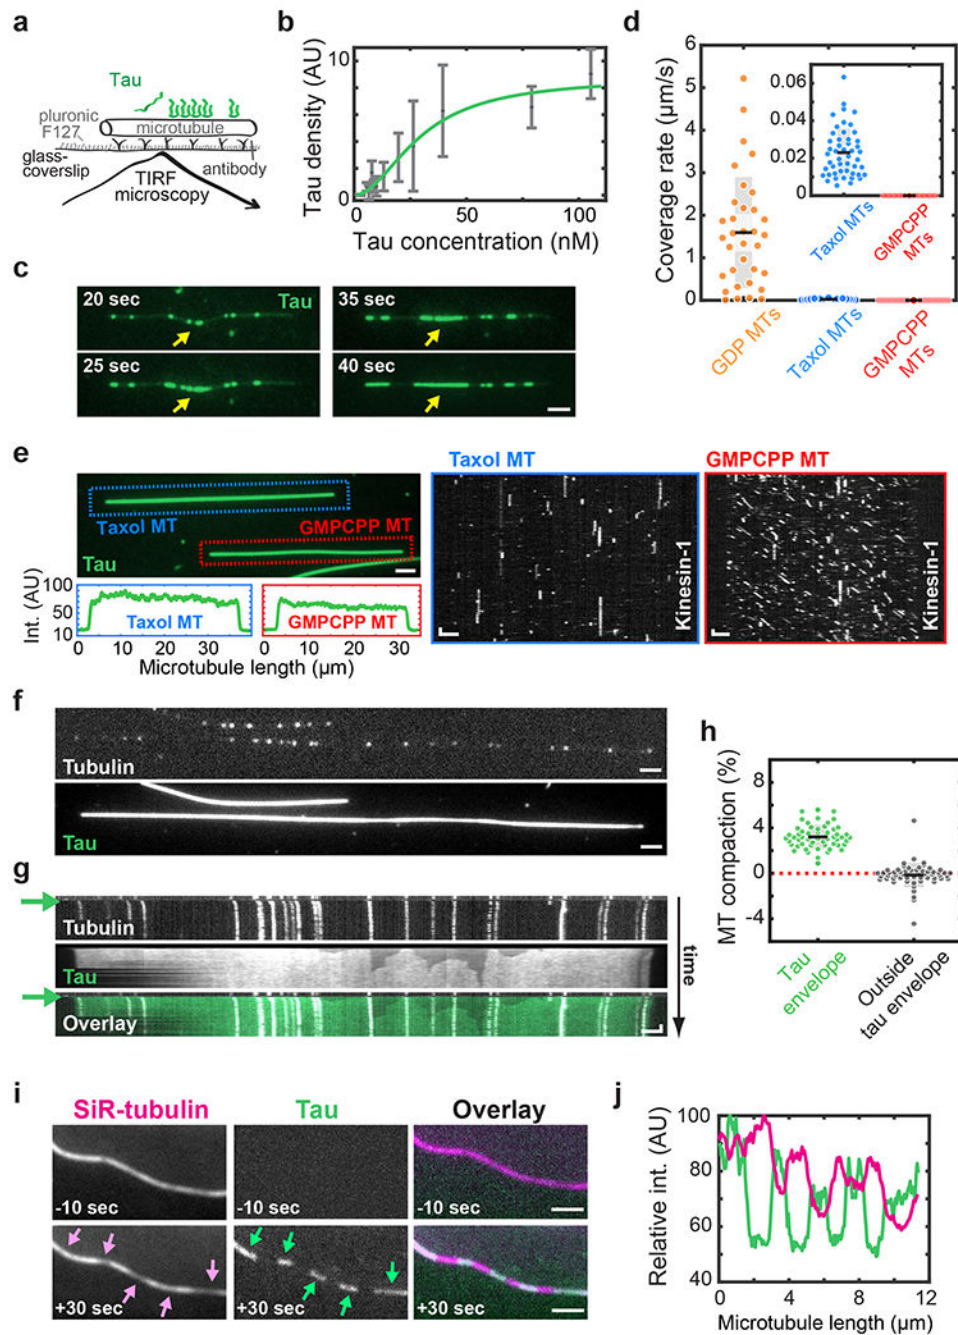 a
Tau
pluronic
F127
microtubule
glass-
coverslip
antibody
TIRF
microscopy
b
Tau density (AU)
10
0
0
50
100
Tau concentration (nM)
c
20 sec
Tau
35 sec
25 sec
40 sec
d
Coverage rate (µm/s)
6
5
4
3
2
1
0
0.06
0.04
0.02
0
Taxol MTs
GMPCPP
MTs
GDP MTs
Taxol MTs
GMPCPP
MTs
e
Taxol MT
GMPCPP MT
Tau
Int. (AU)
100
50
10
Taxol MT
GMPCPP MT
0 10 20 30
0 10 20 30
Microtubule length (µm)
Taxol MT
Kinesin-1
GMPCPP MT
Kinesin-1
f
Tubulin
Tau
g
Tubulin
Tau
Overlay
time
h
MT compaction (%)
8
4
0
-4
Tau
envelope
Outside
tau envelope
i
SiR-tubulin
Tau
Overlay
-10 sec
-10 sec
-10 sec
+30 sec
+30 sec
+30 sec
j
Relative int. (AU)
100
80
60
40
0 4 8 12
Microtubule length (µm)